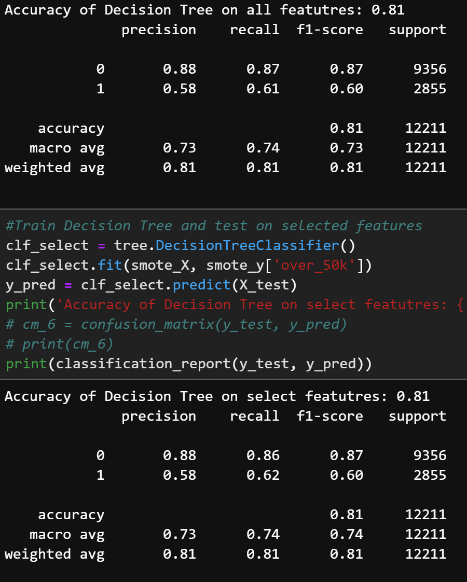 Accuracy of Decision Tree on all featutres: 0.81
precision recall f1-score support
0 0.88 0.87 0.87 9356
1 0.58 0.61 0.60 2855
accuracy 0.81 12211
macro avg 0.73 0.74 0.73 12211
weighted avg 0.81 0.81 0.81 12211
#Train Decision Tree and test on selected features
clf_select = tree.DecisionTreeClassifier()
clf_select.fit(smote_X, smote_y['over_50k'])
y_pred = clf_select.predict(X_test)
print('Accuracy of Decision Tree on select featutres: {
# cm_6 = confusion_matrix(y_test, y_pred)
# print(cm_6)
print(classification_report(y_test, y_pred))
Accuracy of Decision Tree on select featutres: 0.81
precision recall f1-score support
0 0.88 0.86 0.87 9356
1 0.58 0.62 0.60 2855
accuracy 0.81 12211
macro avg 0.73 0.74 0.74 12211
weighted avg 0.81 0.81 0.81 12211